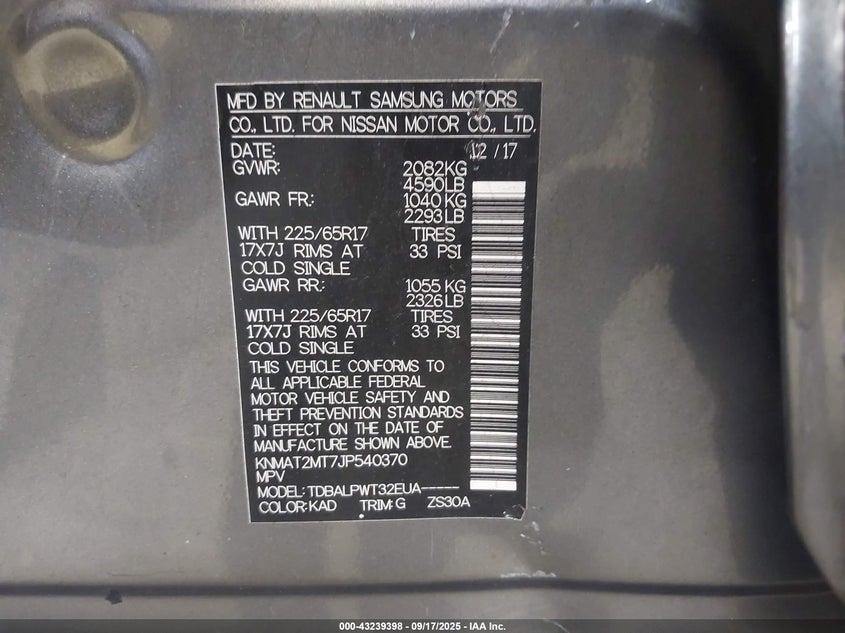 MFD BY RENAULT SAMSUNG MOTORS
CO., LTD. FOR NISSAN MOTOR CO., LTD.
DATE: 12 / 17
GVWR: 2082KG
4590LB
GAWR FR.: 1040 KG
2293 LB
WITH 225/65R17 TIRES
17X7J RIMS AT 33 PSI
COLD SINGLE
GAWR RR.: 1055 KG
2326 LB
WITH 225/65R17 TIRES
17X7J RIMS AT 33 PSI
COLD SINGLE
THIS VEHICLE CONFORMS TO
ALL APPLICABLE FEDERAL
MOTOR VEHICLE SAFETY AND
THEFT PREVENTION STANDARDS
IN EFFECT ON THE DATE OF
MANUFACTURE SHOWN ABOVE.
KNMAT2MT7JP540370
MPV
MODEL: TDBALPWT32EUA-----
COLOR: KAD TRIM: G ZS30A
000-43239398 - 09/17/2025 - IAA Inc.